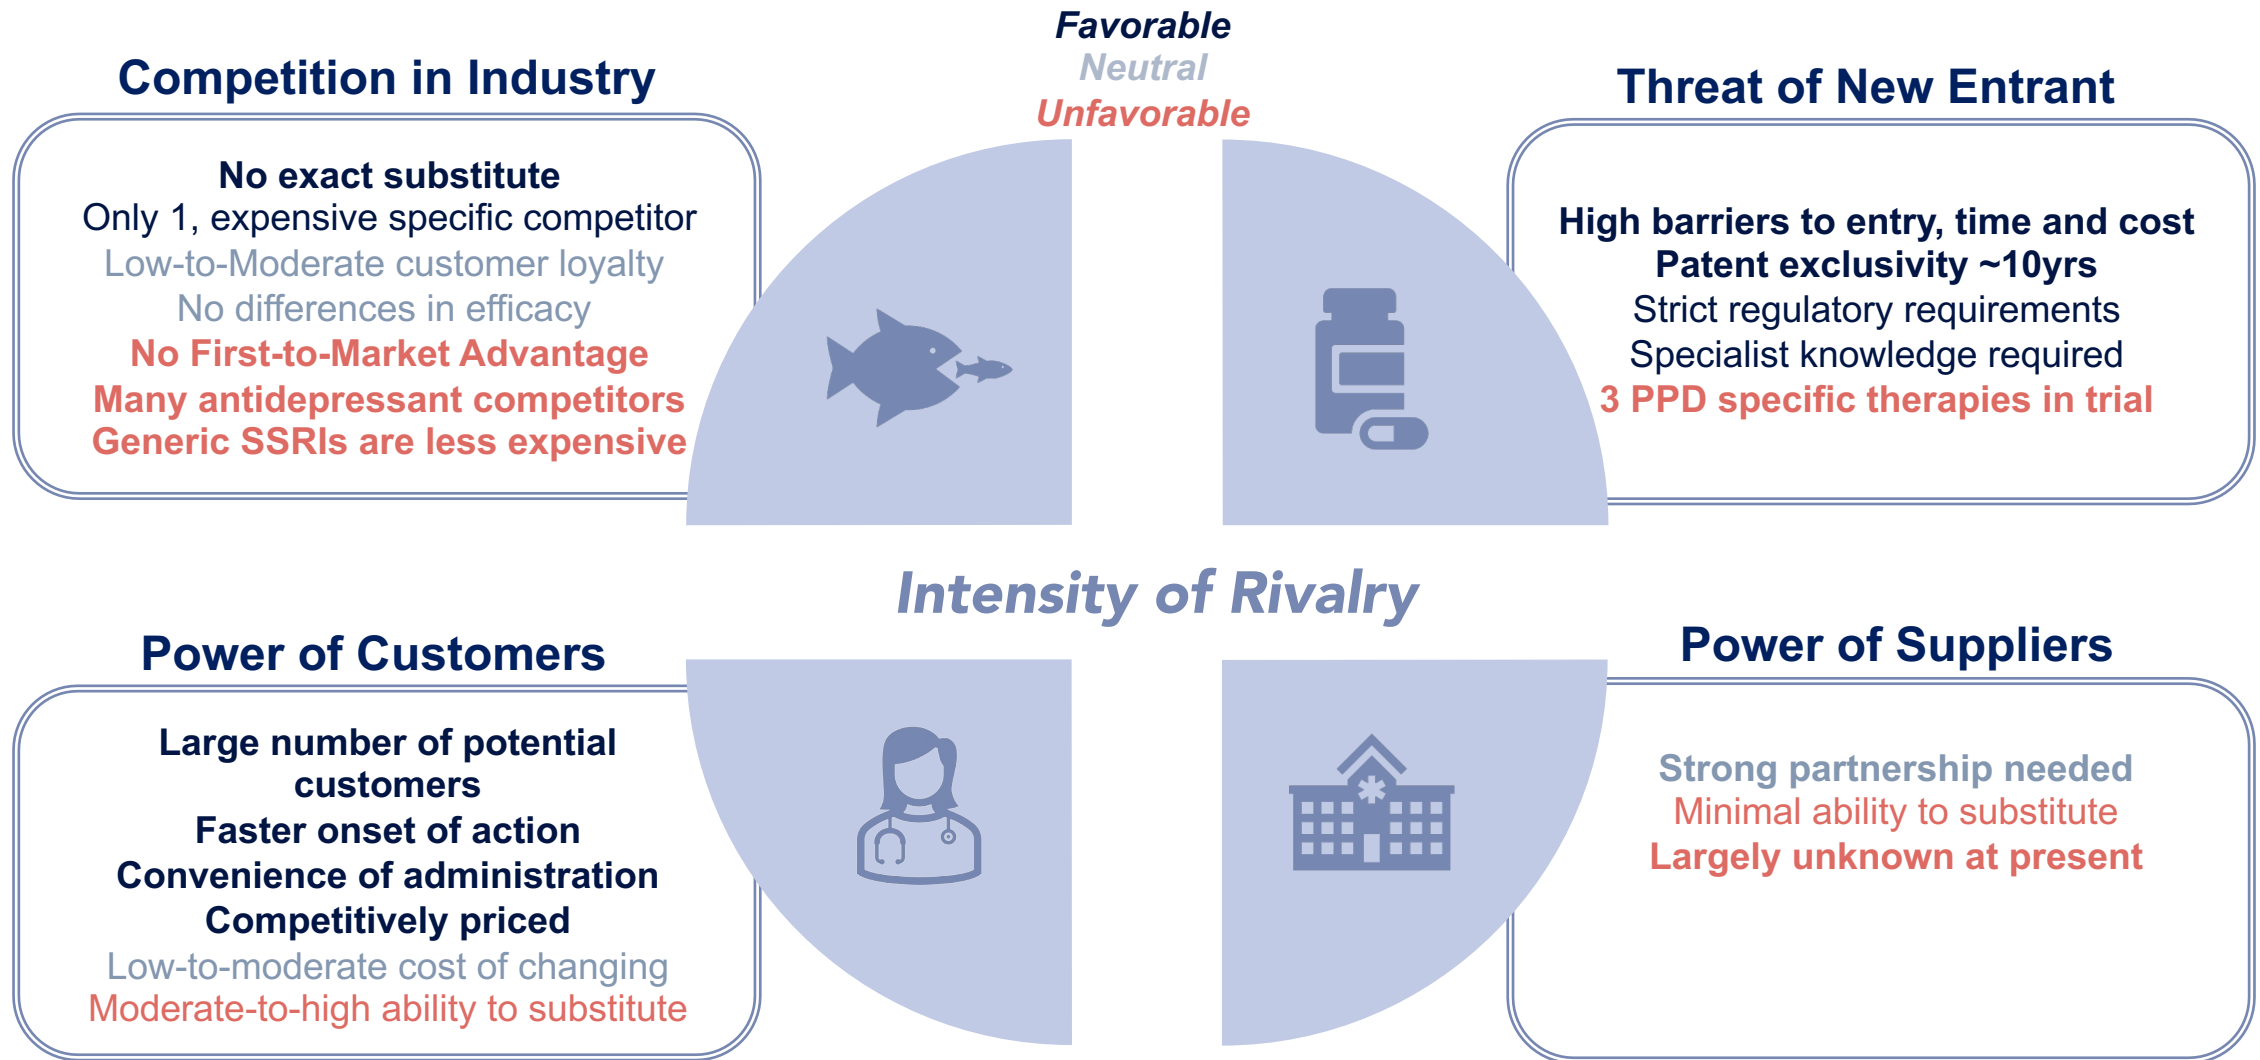 Favorable
Neutral
Unfavorable
Competition in Industry
No exact substitute
Only 1, expensive specific competitor
Low-to-Moderate customer loyalty
No differences in efficacy
No First-to-Market Advantage
Many antidepressant competitors
Generic SSRIs are less expensive
Threat of New Entrant
High barriers to entry, time and cost
Patent exclusivity ~10yrs
Strict regulatory requirements
Specialist knowledge required
3 PPD specific therapies in trial
Intensity of Rivalry
Power of Customers
Large number of potential
customers
Faster onset of action
Convenience of administration
Competitively priced
Low-to-moderate cost of changing
Moderate-to-high ability to substitute
Power of Suppliers
Strong partnership needed
Minimal ability to substitute
Largely unknown at present